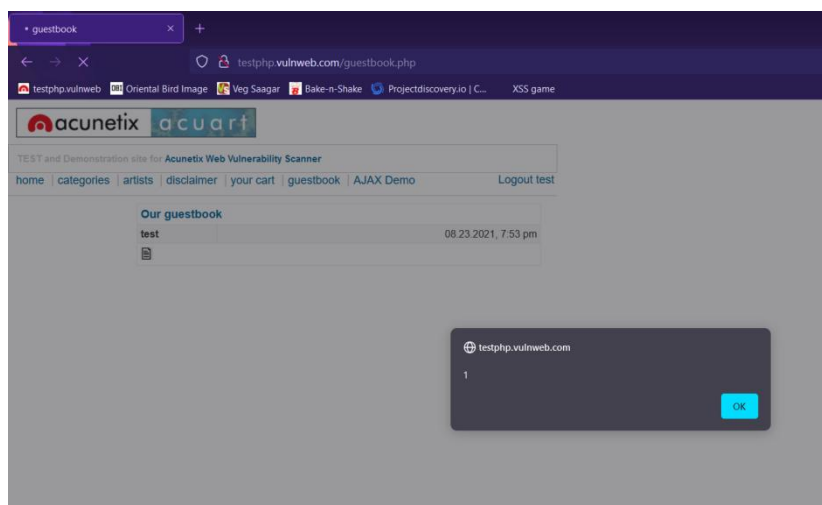 guestbook
testphp.vulnweb.com/guestbook.php
testphp.vulnweb Oriental Bird Image Veg Saagar Bake-n-Shake Projectdiscovery.io | C... XSS game
acunetix acuart
TEST and Demonstration site for Acunetix Web Vulnerability Scanner
home | categories | artists | disclaimer | your cart | guestbook | AJAX Demo Logout test
Our guestbook
test 08.23.2021, 7:53 pm
testphp.vulnweb.com
1
OK